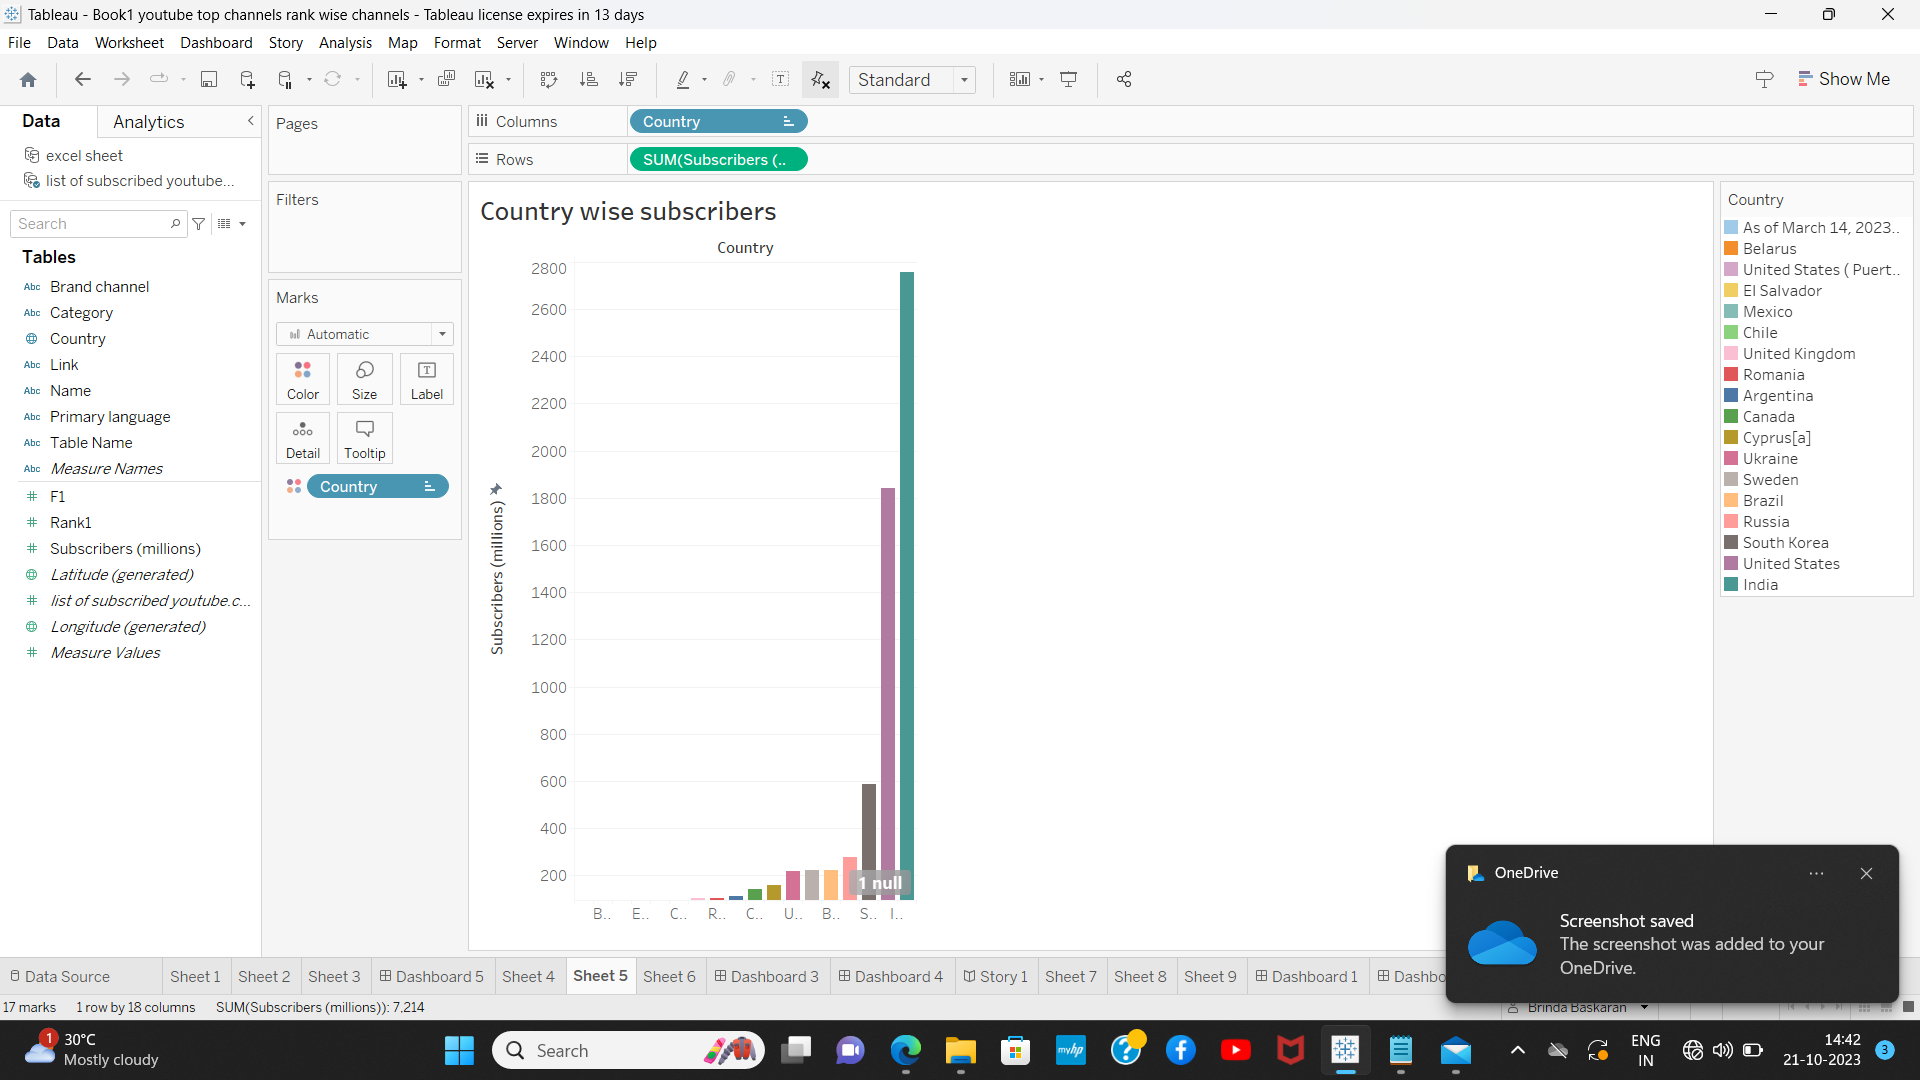 Tableau - Book1 youtube top channels rank wise channels - Tableau license expires in 13 days
File Data Worksheet Dashboard Story Analysis Map Format Server Window Help
Standard
Show Me
Data
Analytics
excel sheet
list of subscribed youtube...
Search
Tables
Abc Brand channel
Abc Category
Country
Abc Link
Abc Name
Abc Primary language
Abc Table Name
Abc Measure Names
# F1
# Rank1
# Subscribers (millions)
Latitude (generated)
# list of subscribed youtube.c...
Longitude (generated)
# Measure Values
Pages
Filters
Marks
Automatic
Color
Size
Label
Detail
Tooltip
Country
Columns
Country
Rows
SUM(Subscribers (..
Country wise subscribers
Country
2800
2600
2400
2200
2000
1800
1600
1400
1200
1000
800
600
400
200
Subscribers (millions)
1 null
B.. E.. C.. R.. C.. U.. B.. S.. I..
Country
As of March 14, 2023..
Belarus
United States ( Puert..
El Salvador
Mexico
Chile
United Kingdom
Romania
Argentina
Canada
Cyprus[a]
Ukraine
Sweden
Brazil
Russia
South Korea
United States
India
OneDrive
Screenshot saved
The screenshot was added to your
OneDrive.
Data Source Sheet 1 Sheet 2 Sheet 3 Dashboard 5 Sheet 4 Sheet 5 Sheet 6 Dashboard 3 Dashboard 4 Story 1 Sheet 7 Sheet 8 Sheet 9 Dashboard 1 Dashbo
17 marks 1 row by 18 columns SUM(Subscribers (millions)): 7,214
Brinda Baskaran
1
30°C
Mostly cloudy
Search
myhp
ENG
IN
14:42
21-10-2023
3